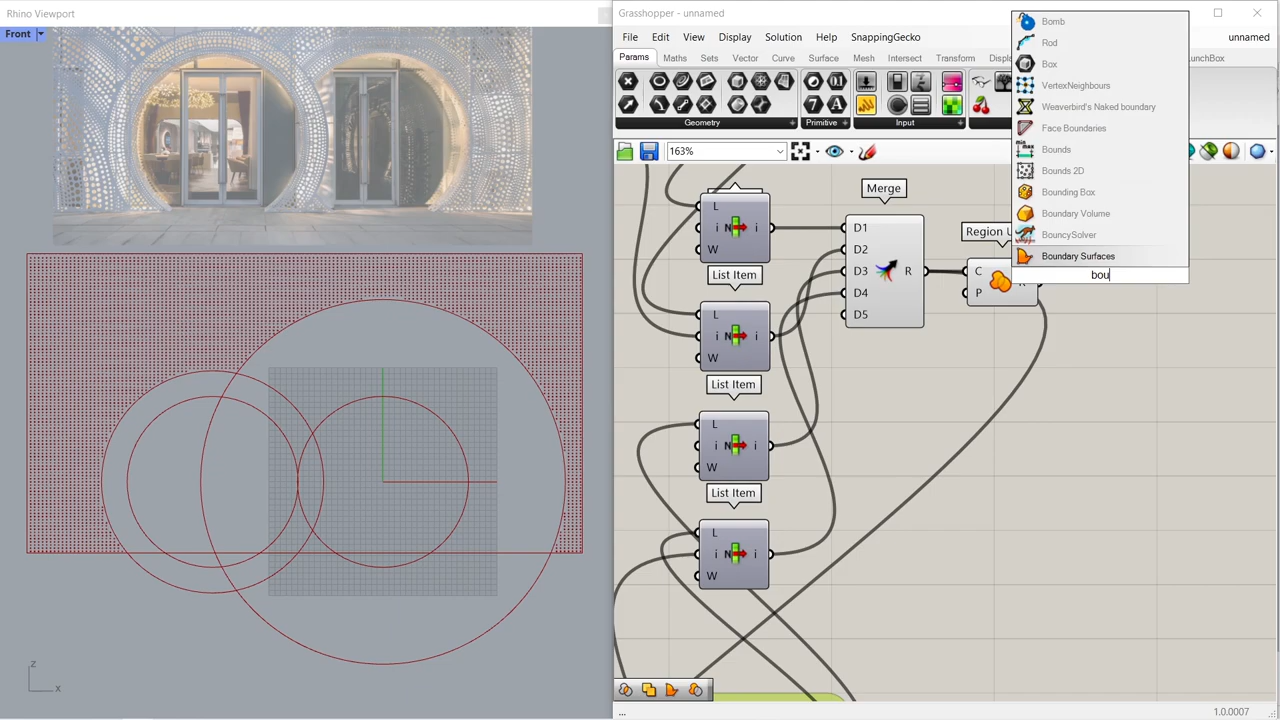 Rhino Viewport
Front
z
x
Grasshopper - unnamed
File Edit View Display Solution Help SnappingGecko
unnamed
Params Maths Sets Vector Curve Surface Mesh Intersect Transform
Geometry Primitive Input
163%
Bomb
Rod
Box
VertexNeighbours
Weaverbird's Naked boundary
Face Boundaries
Bounds
Bounds 2D
Bounding Box
Boundary Volume
BouncySolver
Boundary Surfaces
bou
Merge
Region U
L
i N i
W
List Item
L
i N i
W
List Item
L
i N i
W
List Item
L
i N i
W
D1
D2
D3 R
D4
D5
C
P
...
1.0.0007